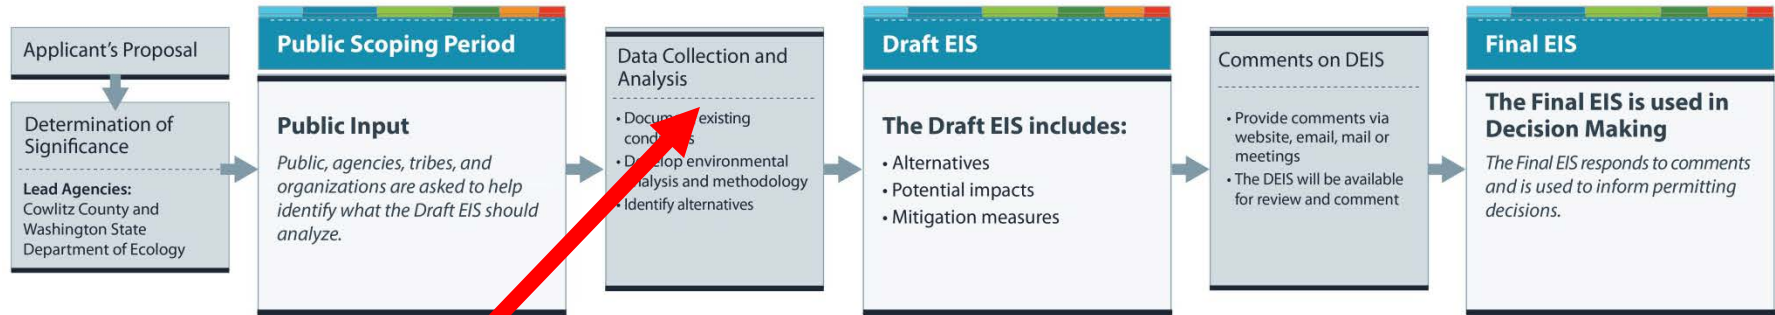 Applicant's Proposal
Determination of
Significance
Lead Agencies:
Cowlitz County and
Washington State
Department of Ecology
Public Scoping Period
Public Input
Public, agencies, tribes, and
organizations are asked to help
identify what the Draft EIS should
analyze.
Data Collection and
Analysis
• existing
• environmental
and methodology
• Identify alternatives
Draft EIS
The Draft EIS includes:
• Alternatives
• Potential impacts
• Mitigation measures
Comments on DEIS
• Provide comments via
website, email, mail or
meetings
• The DEIS will be available
for review and comment
Final EIS
The Final EIS is used in
Decision Making
The Final EIS responds to comments
and is used to inform permitting
decisions.